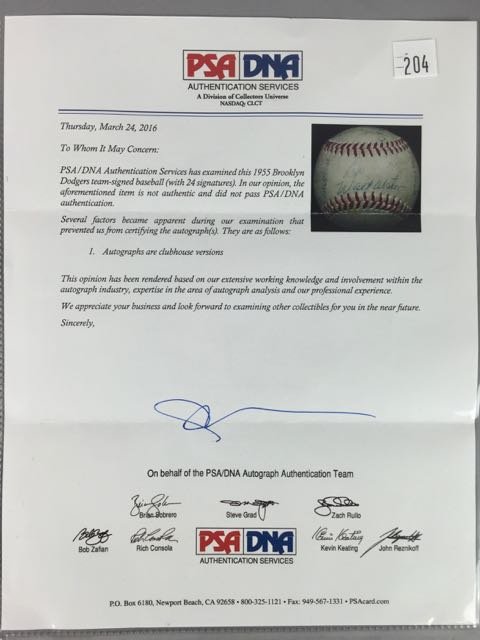 PSA DNA
204
AUTHENTICATION SERVICES
A Division of Collectors Universe
NASDAQ: CLCT
Thursday, March 24, 2016
To Whom It May Concern:
PSA/DNA Authentication Services has examined this 1955 Brooklyn
Dodgers team-signed baseball (with 24 signatures). In our opinion, the
aforementioned item is not authentic and did not pass PSA/DNA
authentication.
Several factors became apparent during our examination that
prevented us from certifying the autograph(s). They are as follows:
1. Autographs are clubhouse versions
This opinion has been rendered based on our extensive working knowledge and involvement within the
autograph industry, expertise in the area of autograph analysis and our professional experience.
We appreciate your business and look forward to examining other collectibles for you in the near future.
Sincerely,
On behalf of the PSA/DNA Autograph Authentication Team
Brian Sobrero
Steve Grad
Zach Rullo
Bob Zafian
Rich Consola
PSA DNA
AUTHENTICATION SERVICES
Kevin Keating
John Reznikoff
P.O. Box 6180, Newport Beach, CA 92658 • 800-325-1121 • Fax: 949-567-1331 • PSAcard.com